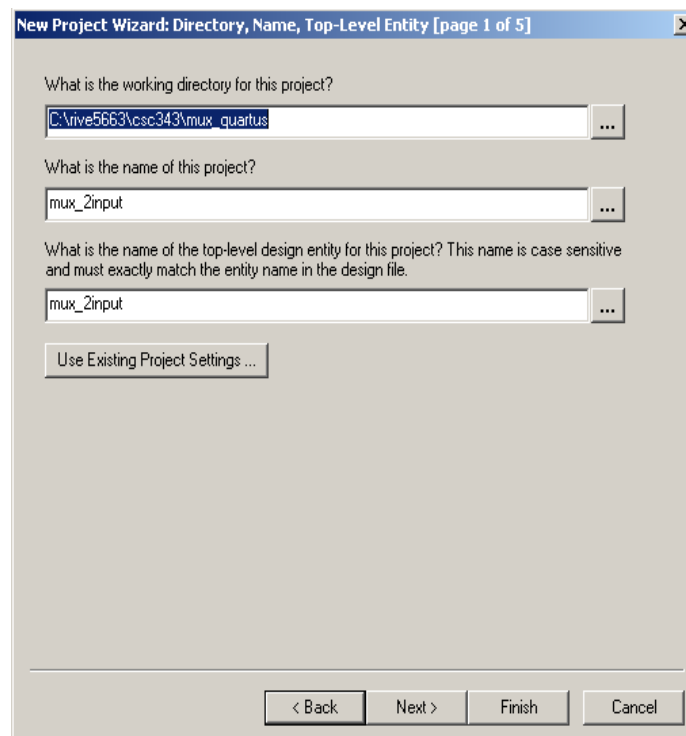 New Project Wizard: Directory, Name, Top-Level Entity [page 1 of 5]
What is the working directory for this project?
C:\rive5663\csc343\mux_quartus
...
What is the name of this project?
mux_2input
...
What is the name of the top-level design entity for this project? This name is case sensitive
and must exactly match the entity name in the design file.
mux_2input
...
Use Existing Project Settings ...
< Back
Next >
Finish
Cancel